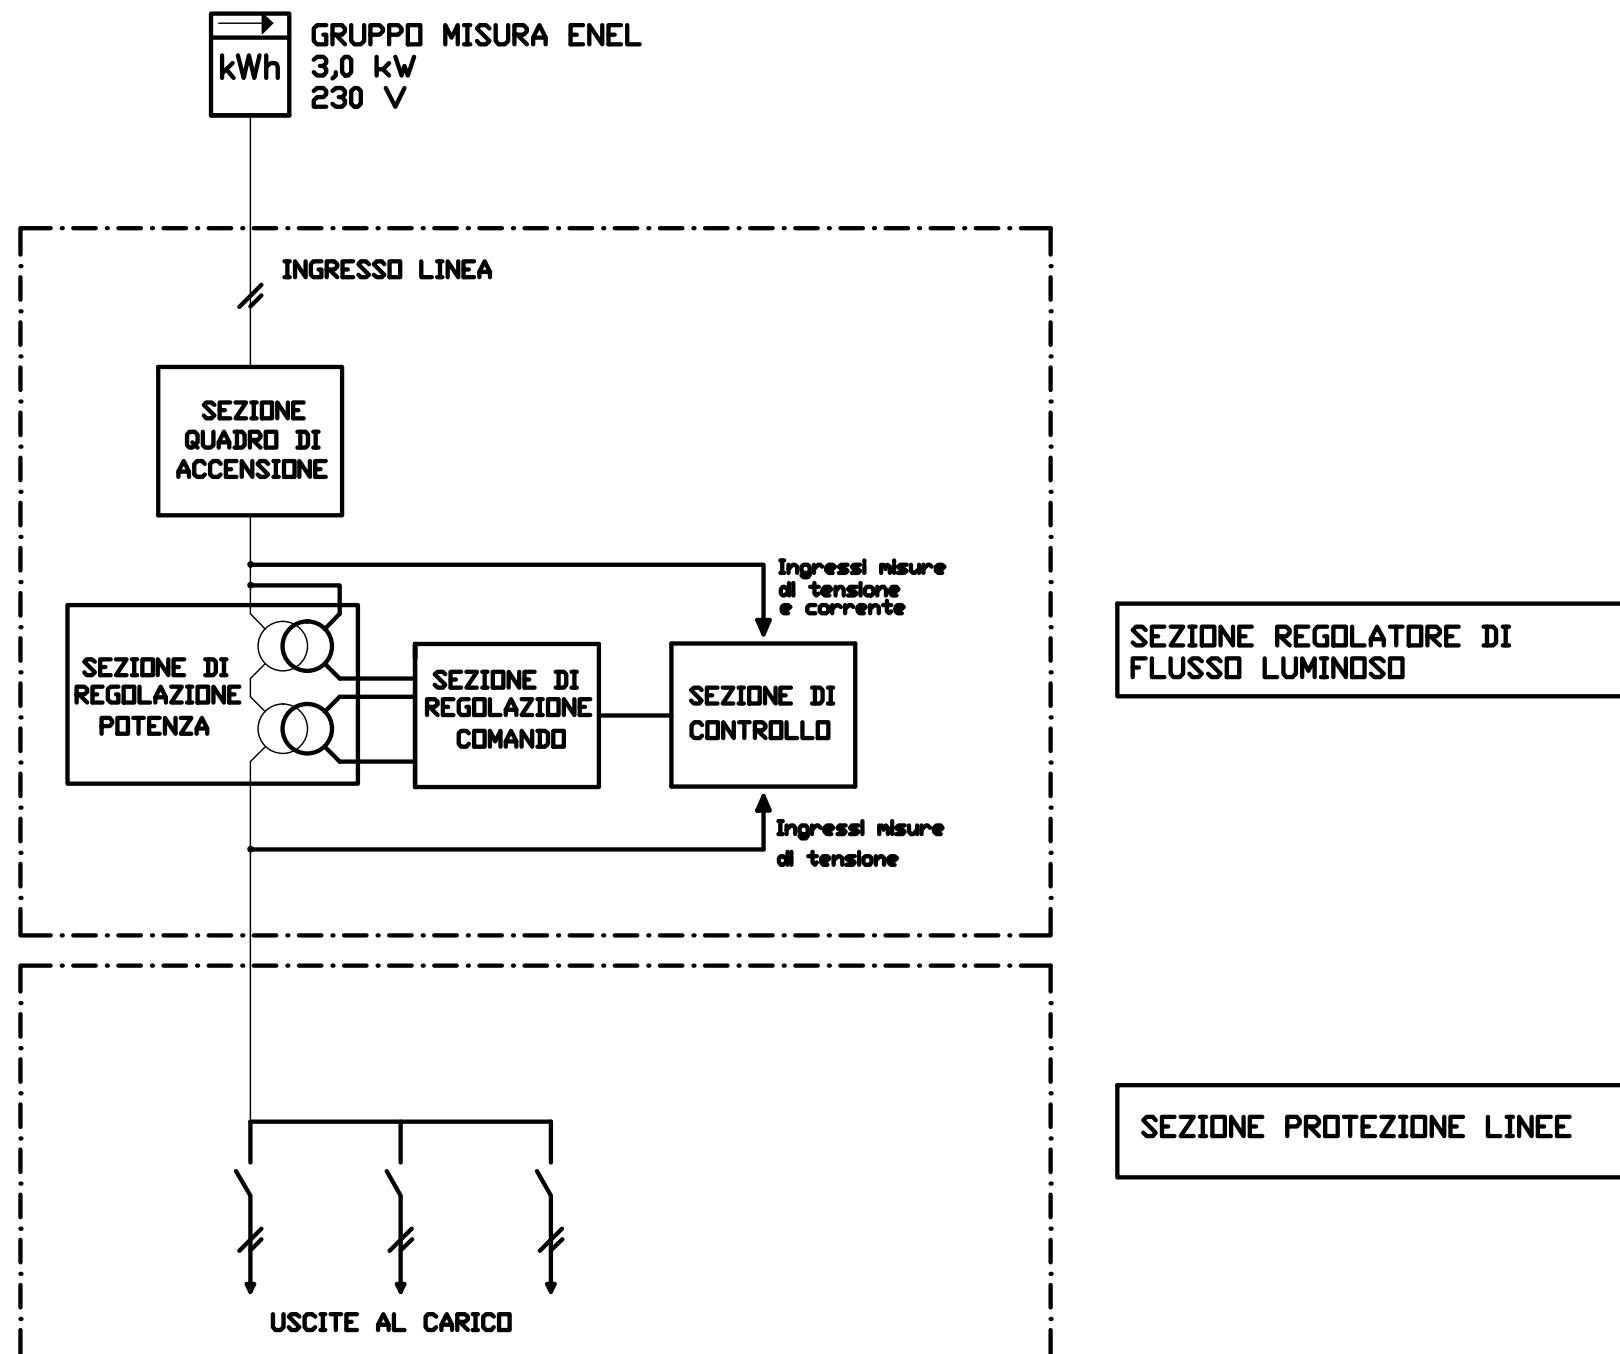 kWh
GRUPPO MISURA ENEL
3,0 kW
230 V
INGRESSO LINEA
SEZIONE
QUADRO DI
ACCENSIONE
Ingressi misure
di tensione
e corrente
SEZIONE DI
REGOLAZIONE
POTENZA
SEZIONE DI
REGOLAZIONE
COMANDO
SEZIONE DI
CONTROLLO
SEZIONE REGOLATORE DI
FLUSSO LUMINOSO
Ingressi misure
di tensione
SEZIONE PROTEZIONE LINEE
USCITE AL CARICO